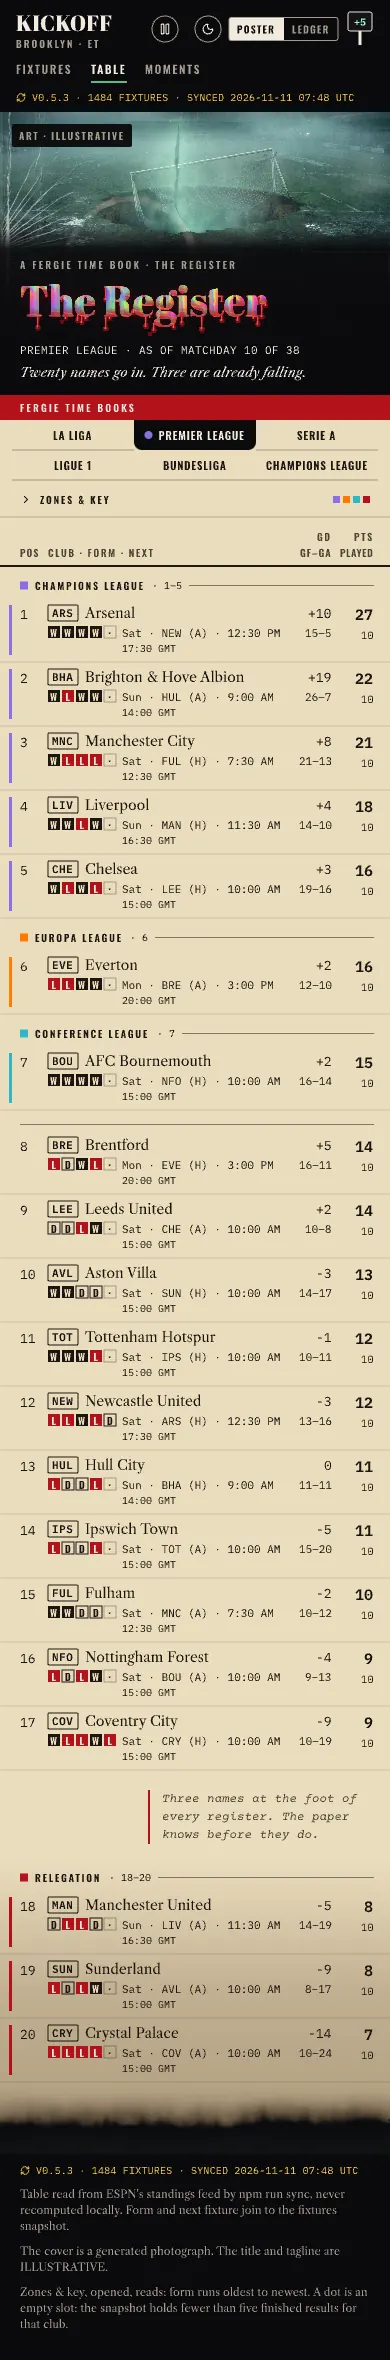 KICKOFF
BROOKLYN · ET
POSTER LEDGER
+5
FIXTURES TABLE MOMENTS
V0.5.3 · 1484 FIXTURES · SYNCED 2026-11-11 07:48 UTC
ART · ILLUSTRATIVE
A FERGIE TIME BOOK · THE REGISTER
The Register
PREMIER LEAGUE · AS OF MATCHDAY 10 OF 38
Twenty names go in. Three are already falling.
FERGIE TIME BOOKS
LA LIGA PREMIER LEAGUE SERIE A
LIGUE 1 BUNDESLIGA CHAMPIONS LEAGUE
ZONES & KEY
GD PTS
POS CLUB · FORM · NEXT GF–GA PLAYED
CHAMPIONS LEAGUE · 1–5
1 ARS Arsenal +10 27
W W W W · Sat · NEW (A) · 12:30 PM 15–5 10
17:30 GMT
2 BHA Brighton & Hove Albion +19 22
W L W W · Sun · HUL (A) · 9:00 AM 26–7 10
14:00 GMT
3 MNC Manchester City +8 21
W L L L · Sat · FUL (H) · 7:30 AM 21–13 10
12:30 GMT
4 LIV Liverpool +4 18
W W L W · Sun · MAN (H) · 11:30 AM 14–10 10
16:30 GMT
5 CHE Chelsea +3 16
W L W L · Sat · LEE (H) · 10:00 AM 19–16 10
15:00 GMT
EUROPA LEAGUE · 6
6 EVE Everton +2 16
L L W W · Mon · BRE (A) · 3:00 PM 12–10 10
20:00 GMT
CONFERENCE LEAGUE · 7
7 BOU AFC Bournemouth +2 15
W W W W · Sat · NFO (H) · 10:00 AM 16–14 10
15:00 GMT
8 BRE Brentford +5 14
L D W L · Mon · EVE (H) · 3:00 PM 16–11 10
20:00 GMT
9 LEE Leeds United +2 14
D D L W · Sat · CHE (A) · 10:00 AM 10–8 10
15:00 GMT
10 AVL Aston Villa -3 13
W W D D · Sat · SUN (H) · 10:00 AM 14–17 10
15:00 GMT
11 TOT Tottenham Hotspur -1 12
W W W L · Sat · IPS (H) · 10:00 AM 10–11 10
15:00 GMT
12 NEW Newcastle United -3 12
L L W L D Sat · ARS (H) · 12:30 PM 13–16 10
17:30 GMT
13 HUL Hull City 0 11
L D D L · Sun · BHA (H) · 9:00 AM 11–11 10
14:00 GMT
14 IPS Ipswich Town -5 11
L D D L · Sat · TOT (A) · 10:00 AM 15–20 10
15:00 GMT
15 FUL Fulham -2 10
W W D D · Sat · MNC (A) · 7:30 AM 10–12 10
12:30 GMT
16 NFO Nottingham Forest -4 9
L D L W · Sat · BOU (A) · 10:00 AM 9–13 10
15:00 GMT
17 COV Coventry City -9 9
W L L W L Sat · CRY (H) · 10:00 AM 10–19 10
15:00 GMT
Three names at the foot of
every register. The paper
knows before they do.
RELEGATION · 18–20
18 MAN Manchester United -5 8
D L L D · Sun · LIV (A) · 11:30 AM 14–19 10
16:30 GMT
19 SUN Sunderland -9 8
L D L W · Sat · AVL (A) · 10:00 AM 8–17 10
15:00 GMT
20 CRY Crystal Palace -14 7
L L L L · Sat · COV (A) · 10:00 AM 10–24 10
15:00 GMT
V0.5.3 · 1484 FIXTURES · SYNCED 2026-11-11 07:48 UTC
Table read from ESPN's standings feed by npm run sync, never
recomputed locally. Form and next fixture join to the fixtures
snapshot.
The cover is a generated photograph. The title and tagline are
ILLUSTRATIVE.
Zones & key, opened, reads: form runs oldest to newest. A dot is an
empty slot: the snapshot holds fewer than five finished results for
that club.